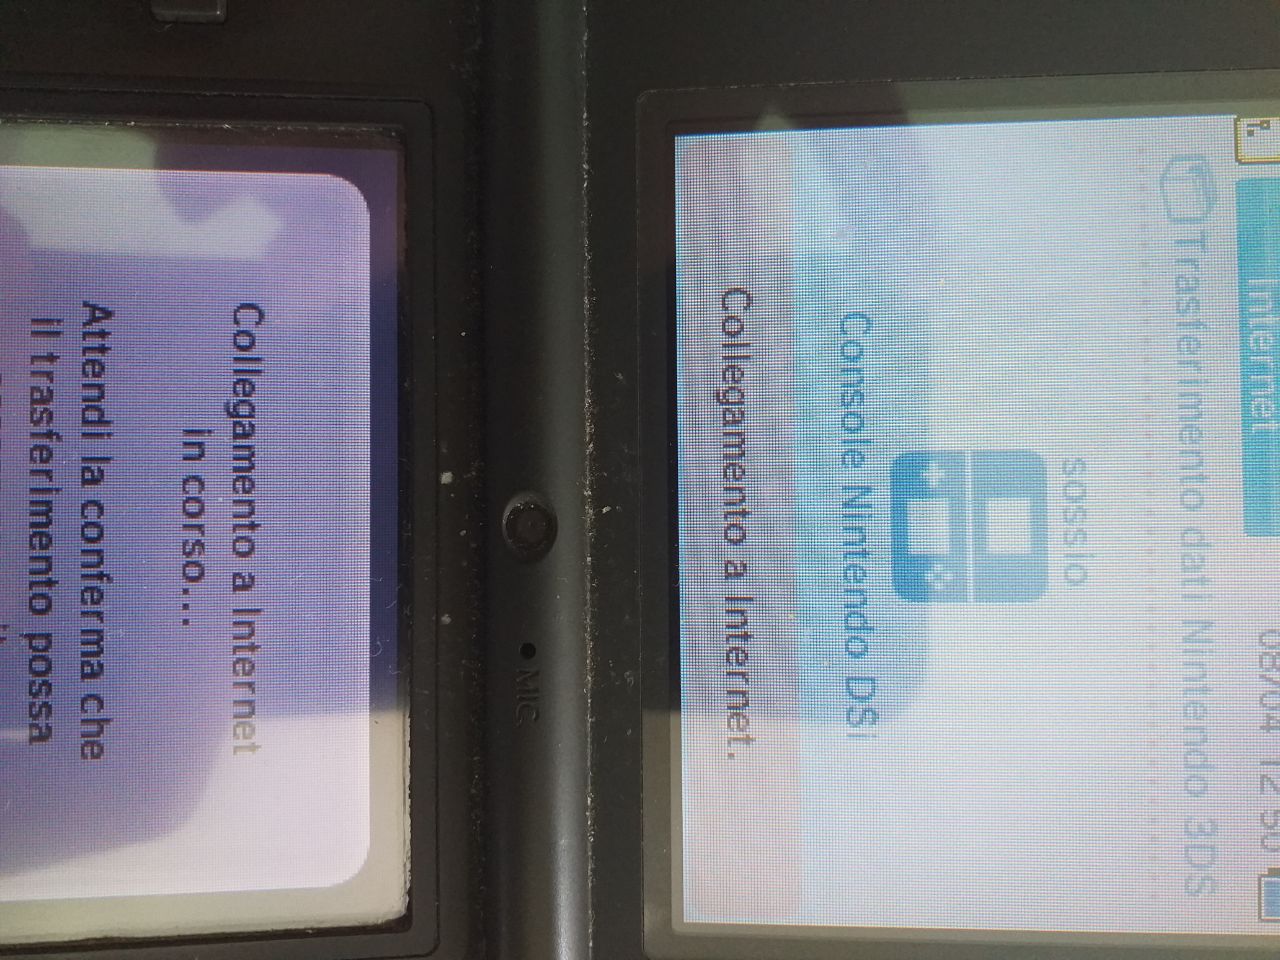 Internet
08/04 12:50
Trasferimento dati Nintendo 3DS
sossio
Console Nintendo DSi
Collegamento a Internet.
MIC
Collegamento a Internet
in corso...
Attendi la conferma che
il trasferimento possa